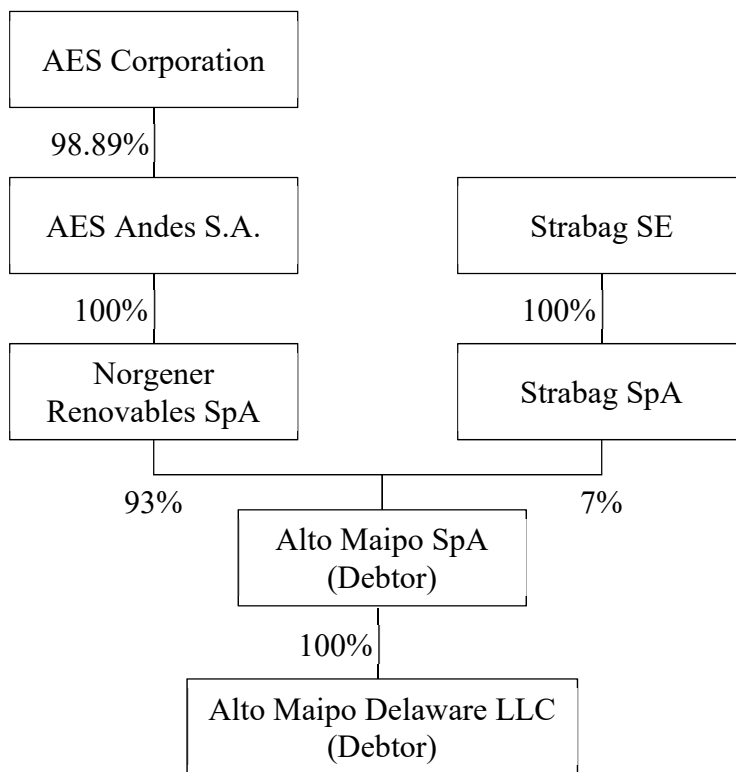 AES Corporation
98.89%
AES Andes S.A.
Strabag SE
100%
100%
Norgener
Renovables SpA
Strabag SpA
93%
7%
Alto Maipo SpA
(Debtor)
100%
Alto Maipo Delaware LLC
(Debtor)